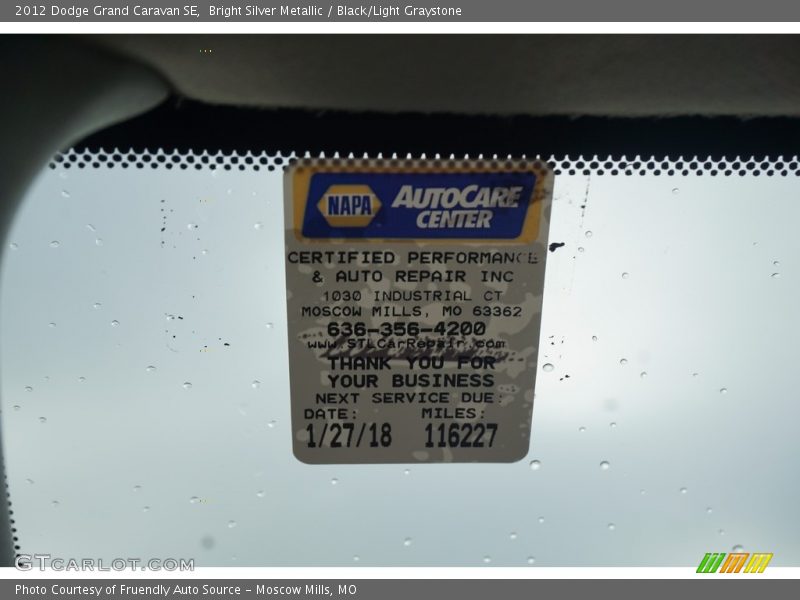 2012 Dodge Grand Caravan SE,  Bright Silver Metallic / Black/Light Graystone
NAPA
AUTOCARE
CENTER
CERTIFIED PERFORMANCE
& AUTO REPAIR INC
1030 INDUSTRIAL CT
MOSCOW MILLS, MO 63362
636-356-4200
www.STLCarRepair.com
THANK YOU FOR
YOUR BUSINESS
NEXT SERVICE DUE:
DATE: MILES:
1/27/18 116227
GTCARLOT.COM
Photo Courtesy of Fruendly Auto Source - Moscow Mills, MO